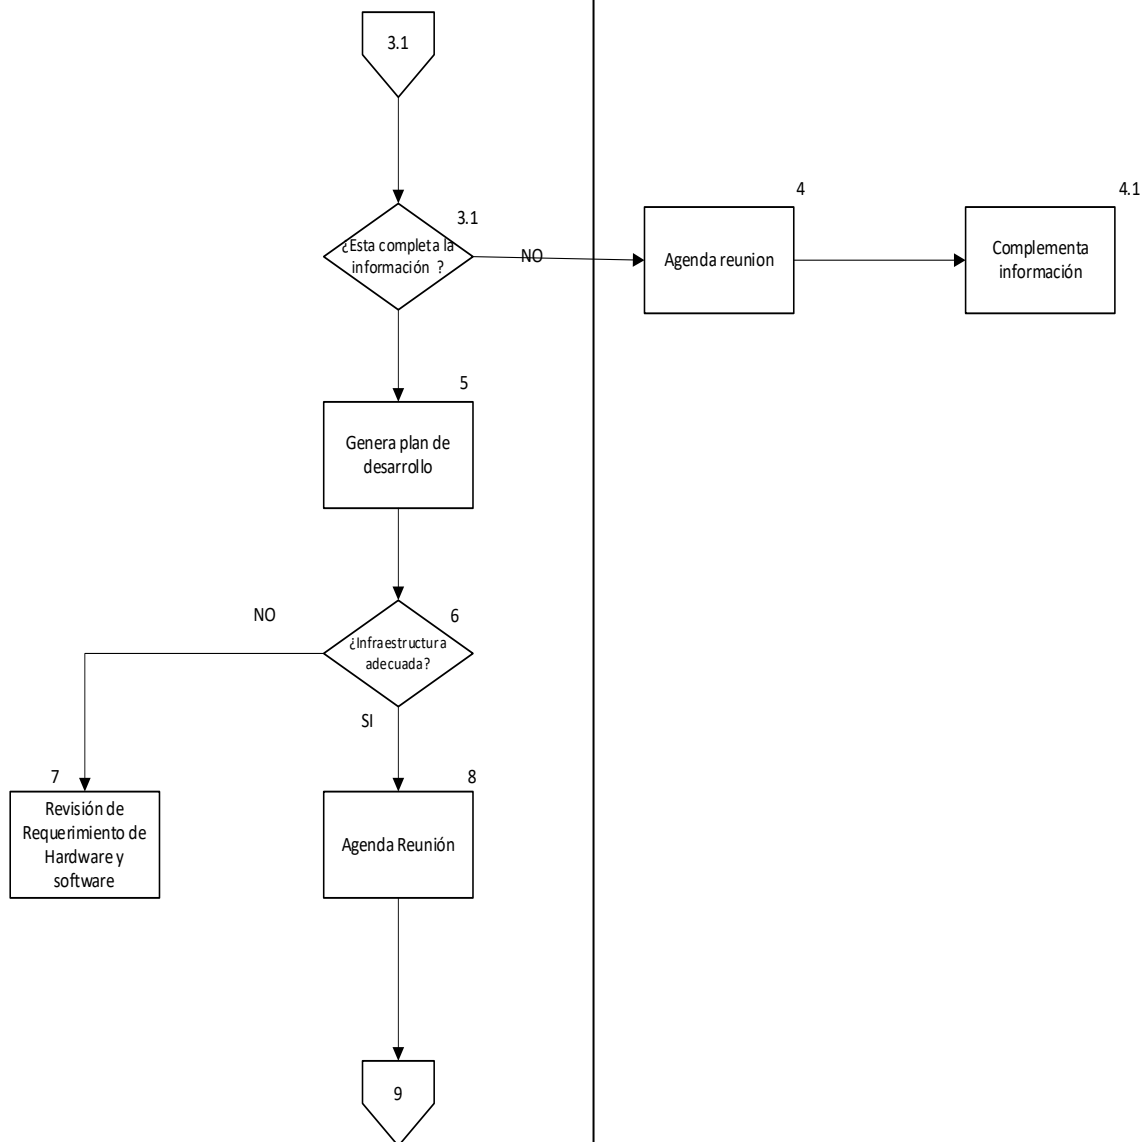 3.1
3.1
¿Esta completa la
información ?
NO
4
Agenda reunion
4.1
Complementa
información
5
Genera plan de
desarrollo
NO
6
¿Infraestructura
adecuada?
SI
7
Revisión de
Requerimiento de
Hardware y
software
8
Agenda Reunión
9